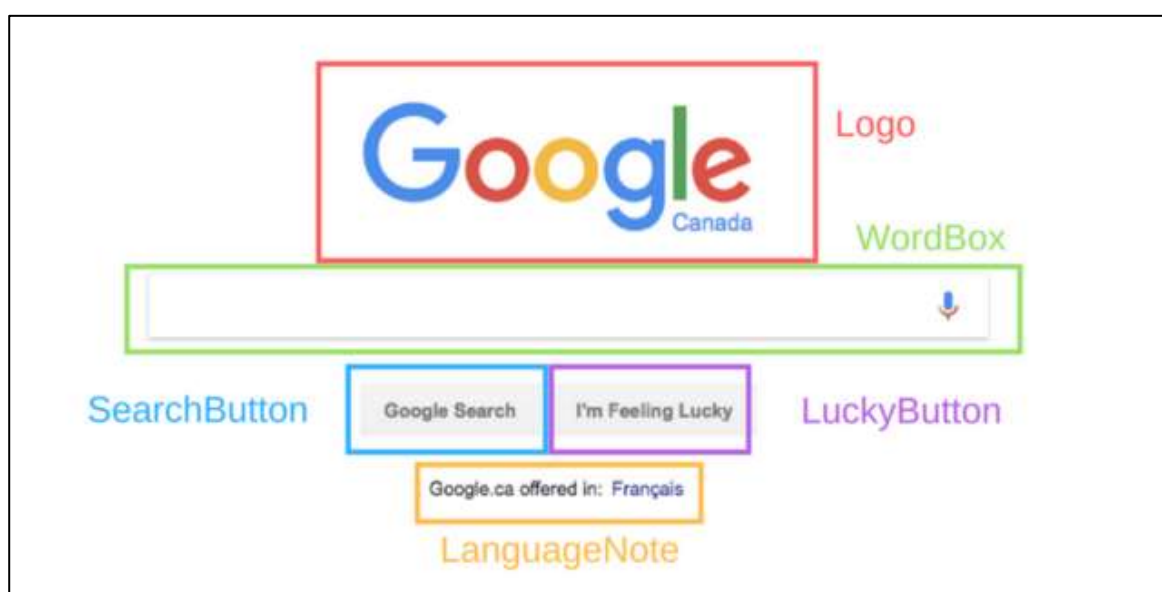 Google
Canada
Logo
WordBox
SearchButton
Google Search
I'm Feeling Lucky
LuckyButton
Google.ca offered in: Français
LanguageNote